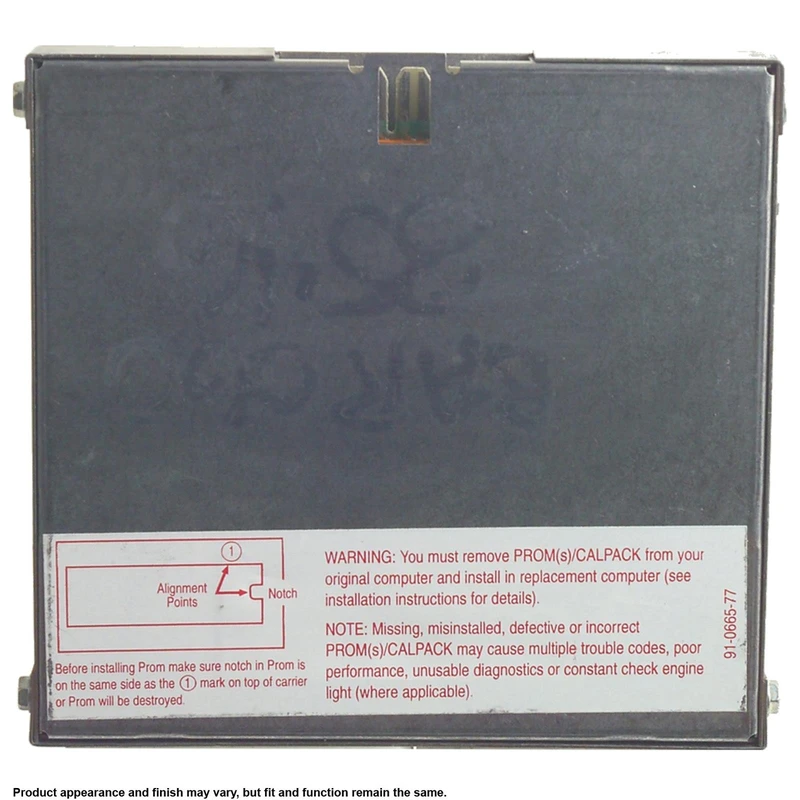 1
Alignment
Points
Notch
Before installing Prom make sure notch in Prom is
on the same side as the 1 mark on top of carrier
or Prom will be destroyed.
WARNING: You must remove PROM(s)/CALPACK from your
original computer and install in replacement computer (see
installation instructions for details).
NOTE: Missing, misinstalled, defective or incorrect
PROM(s)/CALPACK may cause multiple trouble codes, poor
performance, unusable diagnostics or constant check engine
light (where applicable).
91-0665-77
Product appearance and finish may vary, but fit and function remain the same.